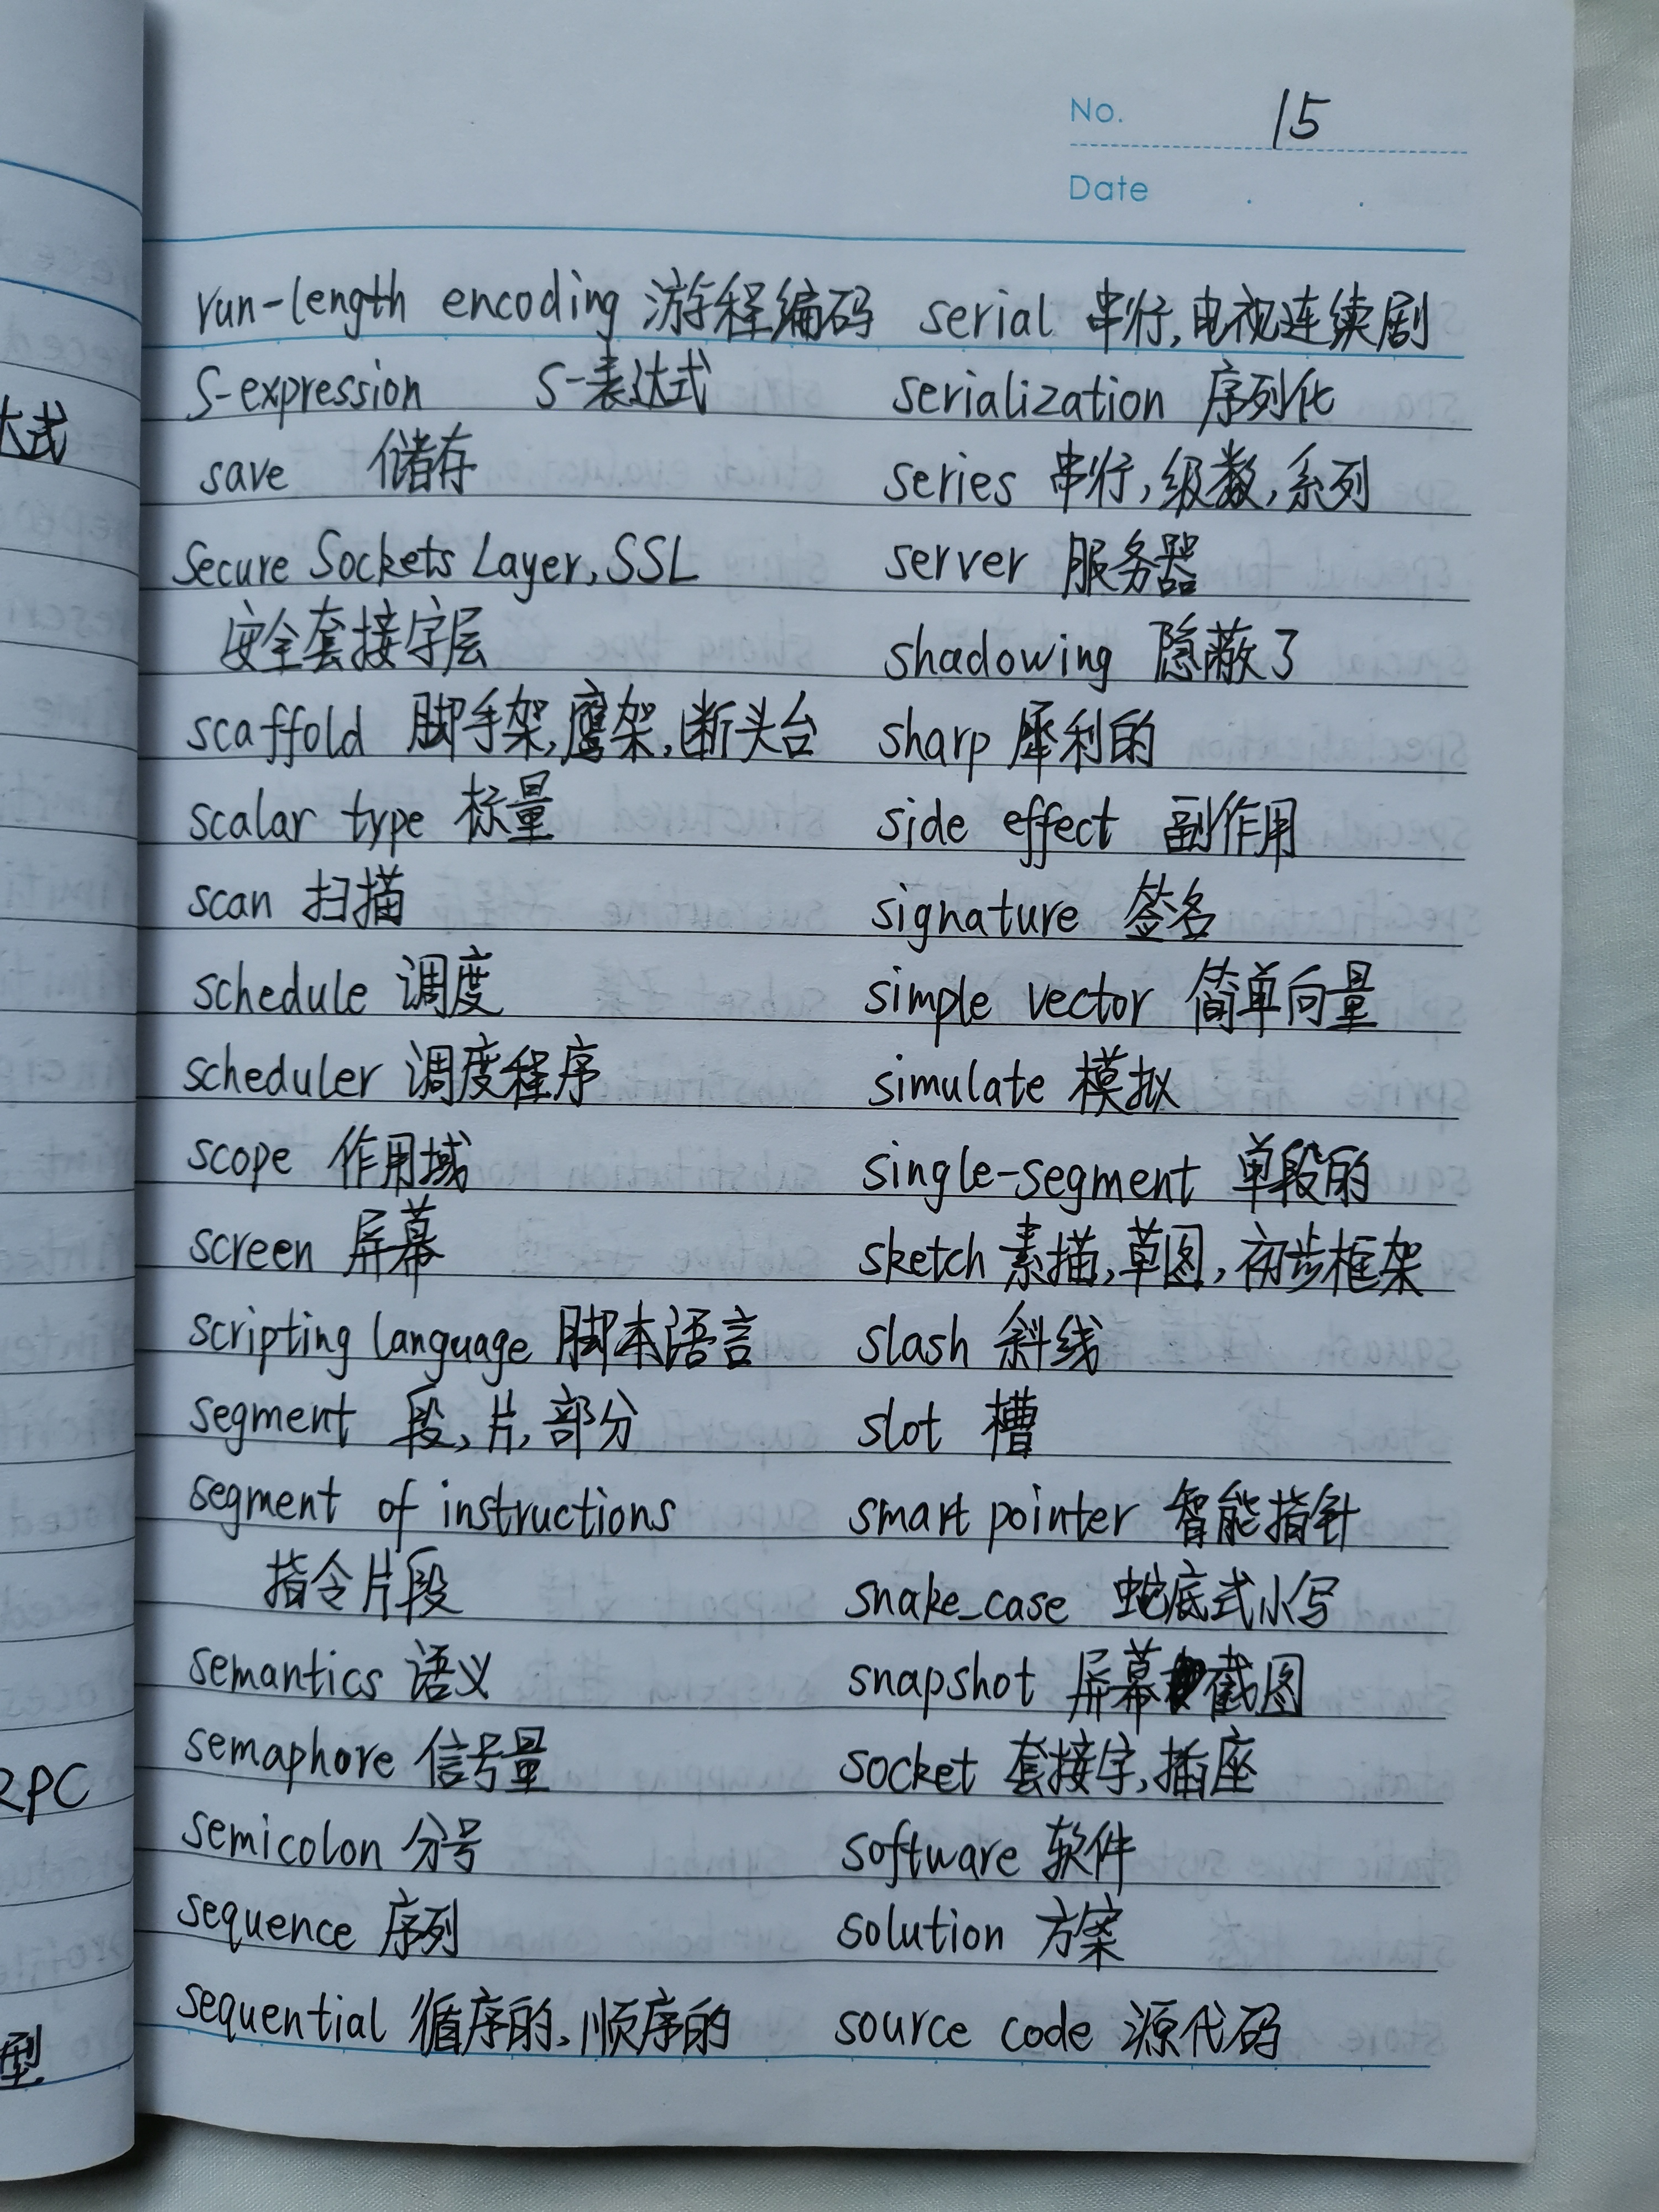 No. 15
Date
run-length encoding 游程编码
S-expression S-表达式
save 储存
Secure Sockets Layer, SSL
安全套接字层
scaffold 脚手架,鹰架,断头台
scalar type 标量
scan 扫描
schedule 调度
scheduler 调度程序
scope 作用域
screen 屏幕
scripting language 脚本语言
segment 段,片,部分
segment of instructions
指令片段
semantics 语义
semaphore 信号量
semicolon 分号
sequence 序列
sequential 循序的、顺序的
serial 串行,电视连续剧
serialization 序列化
series 串行,级数,系列
server 服务器
shadowing 隐蔽了
sharp 犀利的
side effect 副作用
signature 签名
simple vector 简单向量
simulate 模拟
single-segment 单段的
sketch 素描,草图,初步框架
slash 斜线
slot 槽
smart pointer 智能指针
snake_case 蛇底式小写
snapshot 屏幕截图
socket 套接字,插座
software 软件
solution 方案
source code 源代码
大式
RPC
型